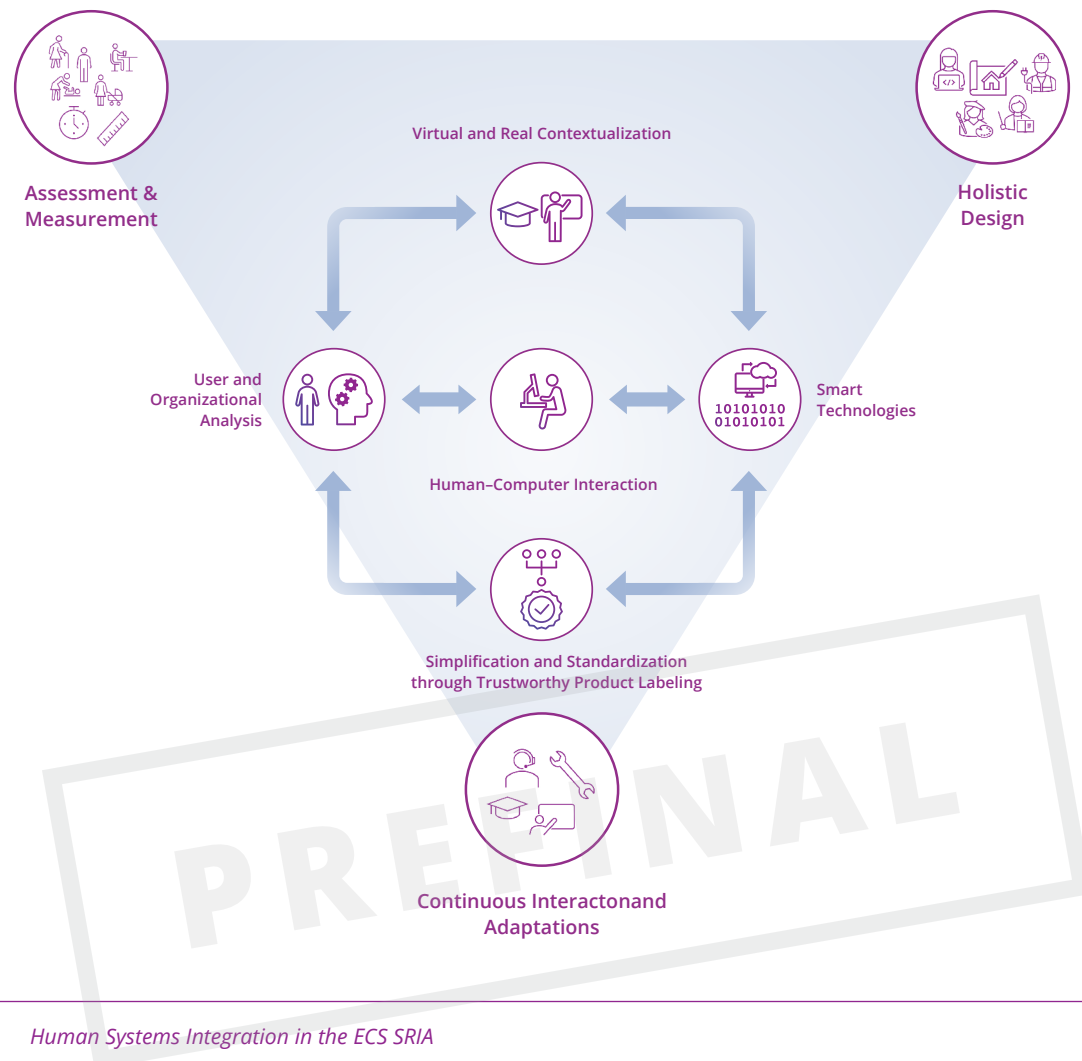 Virtual and Real Contextualization
Assessment &
Measurement
Holistic
Design
User and
Organizational
Analysis
</>
10101010
01010101
Smart
Technologies
Human–Computer Interaction
Simplification and Standardization
through Trustworthy Product Labeling
Continuous Interactonand
Adaptations
PREFINAL
Human Systems Integration in the ECS SRIA